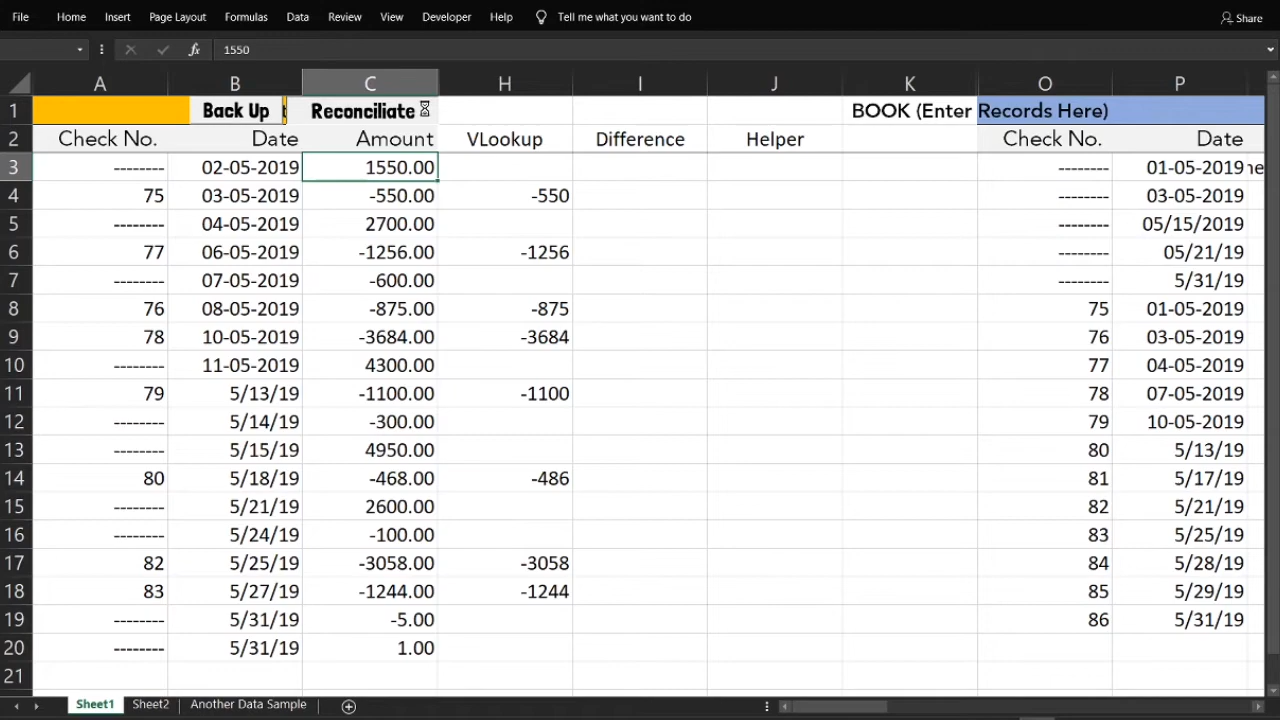 File Home Insert Page Layout Formulas Data Review View Developer Help Tell me what you want to do Share
fx 1550
A B C H I J K O P
1 Back Up Reconciliate BOOK (Enter Records Here)
2 Check No. Date Amount VLookup Difference Helper Check No. Date
3 -------- 02-05-2019 1550.00 -------- 01-05-2019
4 75 03-05-2019 -550.00 -550 -------- 03-05-2019
5 -------- 04-05-2019 2700.00 -------- 05/15/2019
6 77 06-05-2019 -1256.00 -1256 -------- 05/21/19
7 -------- 07-05-2019 -600.00 -------- 5/31/19
8 76 08-05-2019 -875.00 -875 75 01-05-2019
9 78 10-05-2019 -3684.00 -3684 76 03-05-2019
10 -------- 11-05-2019 4300.00 77 04-05-2019
11 79 5/13/19 -1100.00 -1100 78 07-05-2019
12 -------- 5/14/19 -300.00 79 10-05-2019
13 -------- 5/15/19 4950.00 80 5/13/19
14 80 5/18/19 -468.00 -486 81 5/17/19
15 -------- 5/21/19 2600.00 82 5/21/19
16 -------- 5/24/19 -100.00 83 5/25/19
17 82 5/25/19 -3058.00 -3058 84 5/28/19
18 83 5/27/19 -1244.00 -1244 85 5/29/19
19 -------- 5/31/19 -5.00 86 5/31/19
20 -------- 5/31/19 1.00
21
Sheet1 Sheet2 Another Data Sample